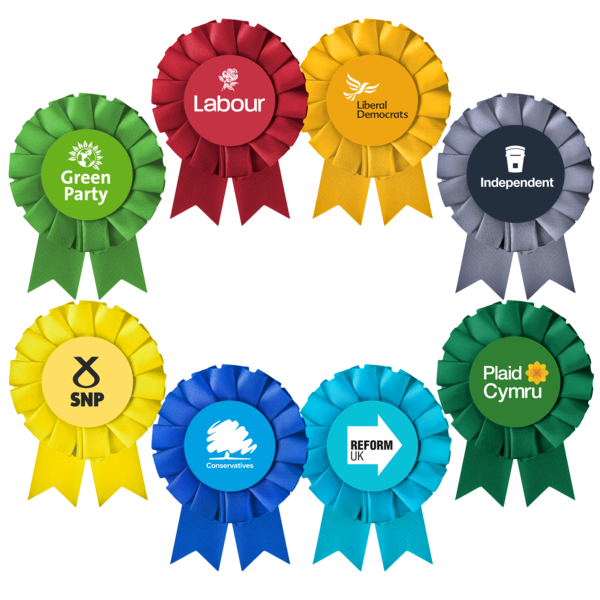 Labour
Liberal
Democrats
Green
Party
Independent
SNP
Plaid
Cymru
Conservatives
REFORM
UK